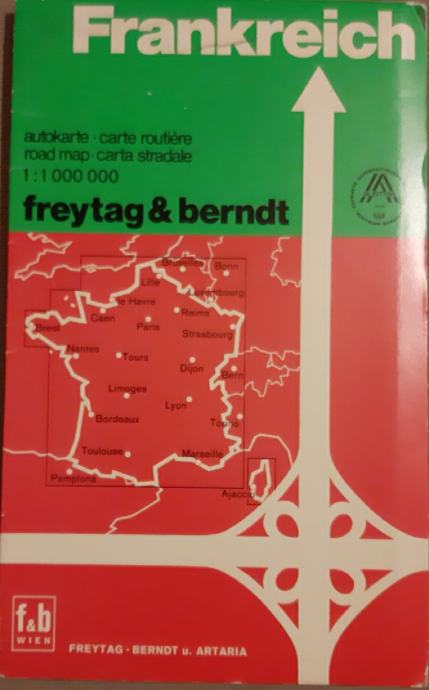 Frankreich
autokarte · carte routière
road map · carta stradale
1:1 000 000
freytag & berndt
Bruxelles
Bonn
Lille
Luxembourg
le Havre
Caen
Reims
Brest
Paris
Strasbourg
Nantes
Tours
Dijon
Bern
Limoges
Lyon
Bordeaux
Torino
Toulouse
Marseille
Pamplona
Ajaccio
f&b
WIEN
FREYTAG - BERNDT u. ARTARIA